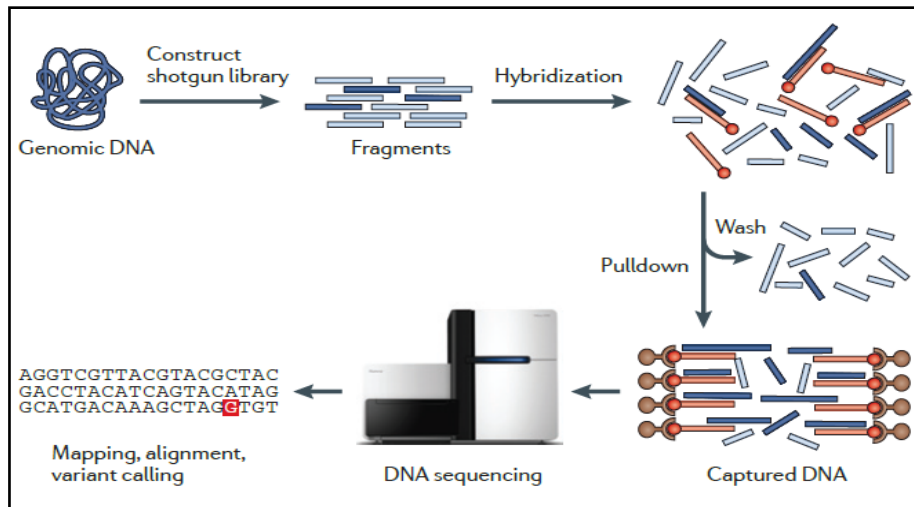 Construct
shotgun library
Hybridization
Genomic DNA
Fragments
Wash
Pulldown
AGGTCGTTACGTACGCTAC
GACCTACATCAGTACATAG
GCATGACAAAGCTAGGTGT
Mapping, alignment,
variant calling
DNA sequencing
Captured DNA